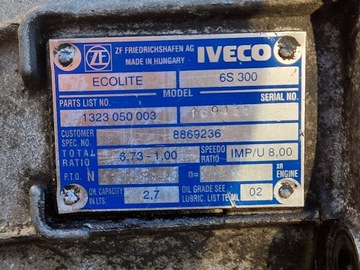 ZF ZF FRIEDRICHSHAFEN AG IVECO
MADE IN HUNGARY
ECOLITE 6S 300
MODEL
PARTS LIST NO. SERIAL NO.
1323 050 003
CUSTOMER SPEC. NO. 8869236
TOTAL RATIO 6,73-1,00 SPEEDO RATIO IMP/U 8,00
P.T.O. N n= x ENGINE
OIL CAPACITY IN LTS. 2,7 OIL GRADE SEE LUBRIC. LIST TE-ML 02